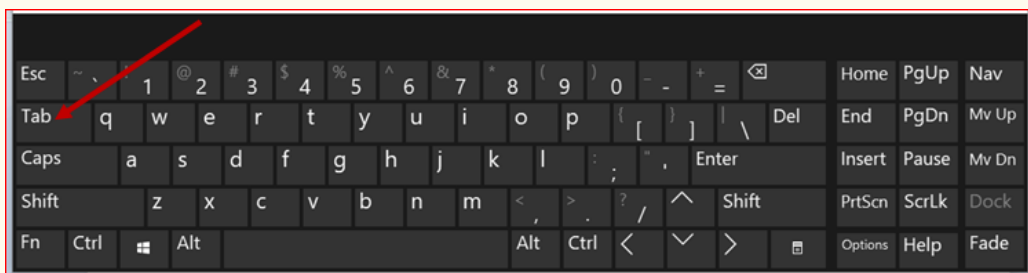 Esc ~ ` ! 1 @ 2 # 3 $ 4 % 5 ^ 6 & 7 * 8 ( 9 ) 0 _ - + = Home PgUp Nav
Tab q w e r t y u i o p { [ } ] | \ Del End PgDn Mv Up
Caps a s d f g h j k l : ; " ' Enter Insert Pause Mv Dn
Shift z x c v b n m < , > . ? / Shift PrtScn ScrLk Dock
Fn Ctrl Alt Alt Ctrl Options Help Fade